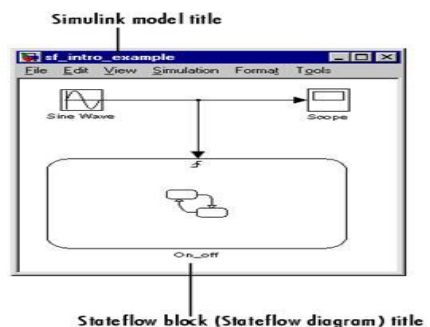 Simulink model title
sf_intro_example
File Edit View Simulation Format Tools
Sine Wave
Scope
On_off
Stateflow block (Stateflow diagram) title